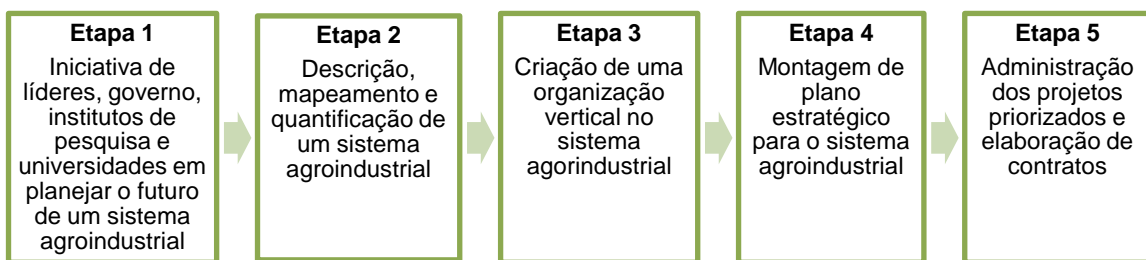 Etapa 1
Iniciativa de
líderes, governo,
institutos de
pesquisa e
universidades em
planejar o futuro
de um sistema
agroindustrial
Etapa 2
Descrição,
mapeamento e
quantificação de
um sistema
agroindustrial
Etapa 3
Criação de uma
organização
vertical no
sistema
agorindustrial
Etapa 4
Montagem de
plano
estratégico
para o sistema
agroindustrial
Etapa 5
Administração
dos projetos
priorizados e
elaboração de
contratos